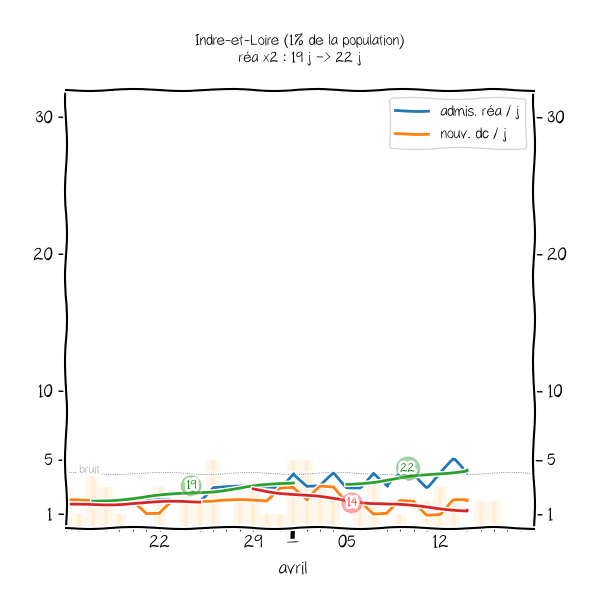 Indre-et-Loire (1% de la population)
réa x2 : 19 j -> 22 j
admis. réa / j
nouv. dc / j
30 30
20 20
10 10
5 5
bruit
22
19
14
1 1
22 29 05 12
avril